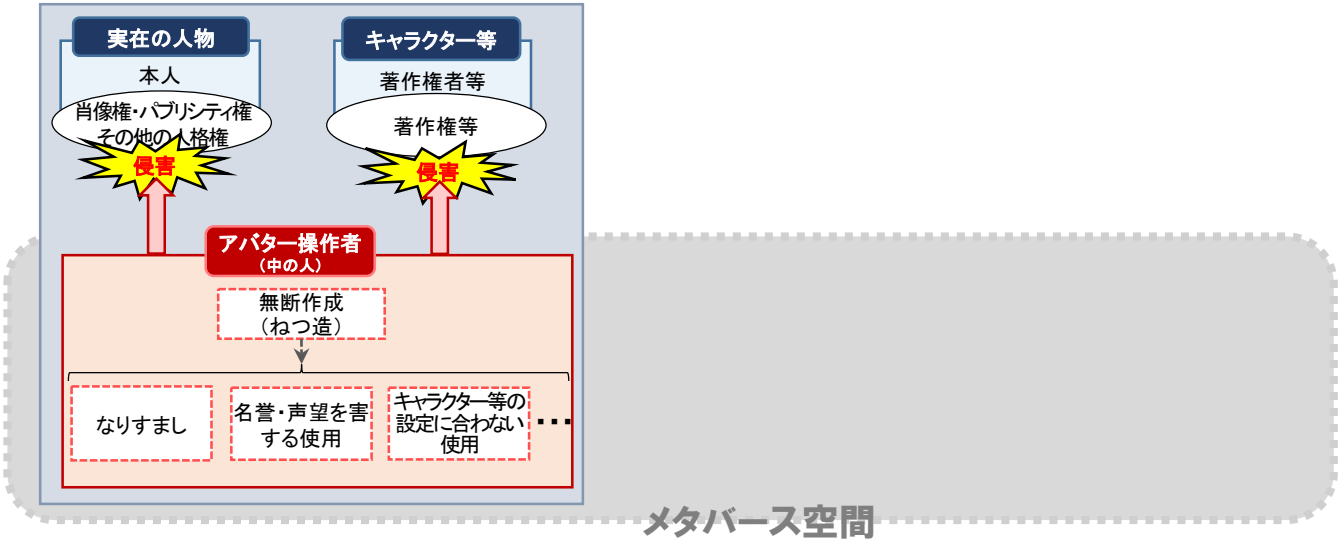 実在の人物
本人
肖像権・パブリシティ権
その他の人格権
侵害
キャラクター等
著作権者等
著作権等
侵害
アバター操作者
（中の人）
無断作成
（ねつ造）
なりすまし
名誉・声望を害
する使用
キャラクター等の
設定に合わない
使用
…
メタバース空間